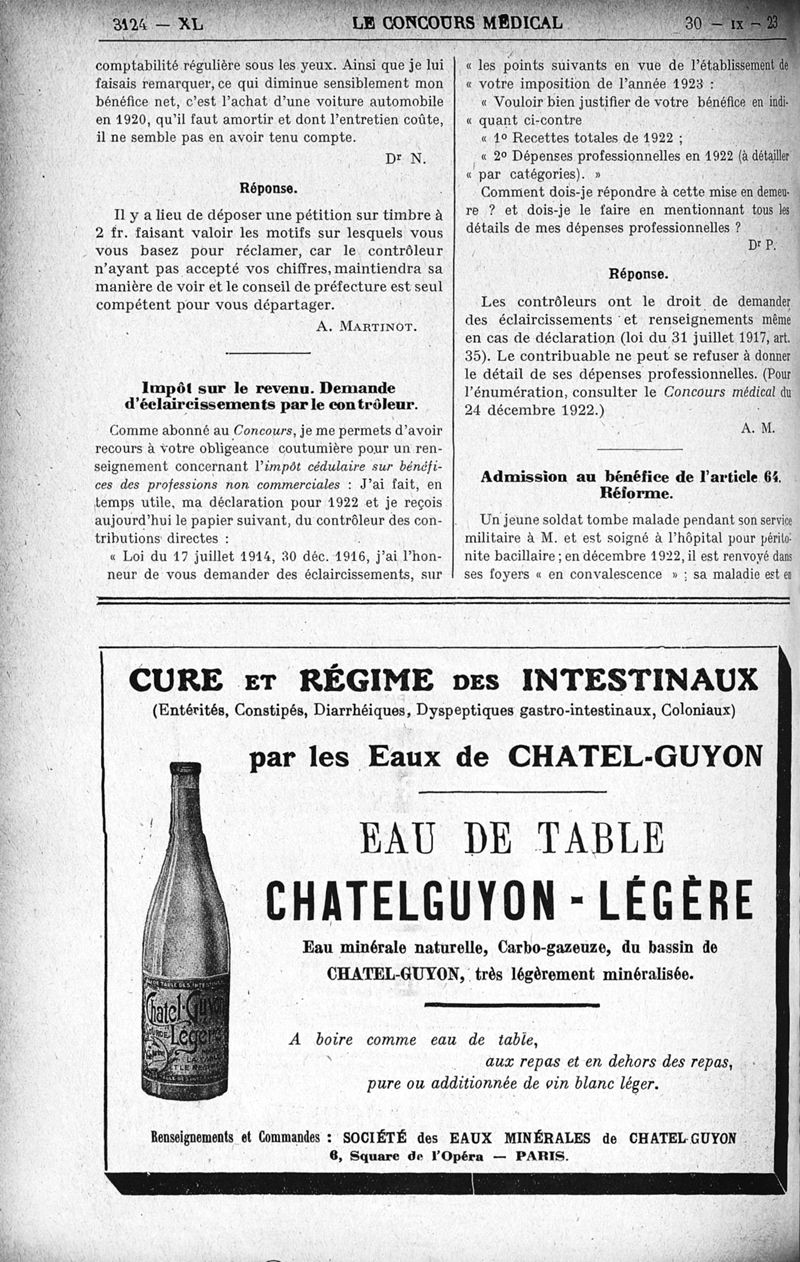 3124 — XL LE CONCOURS MÉDICAL 30 — IX — 23
comptabilité régulière sous les yeux. Ainsi que je lui
faisais remarquer, ce qui diminue sensiblement mon
bénéfice net, c'est l'achat d'une voiture automobile
en 1920, qu'il faut amortir et dont l'entretien coûte,
il ne semble pas en avoir tenu compte.
Dr N.
Réponse.
Il y a lieu de déposer une pétition sur timbre à
2 fr. faisant valoir les motifs sur lesquels vous
vous basez pour réclamer, car le contrôleur
n'ayant pas accepté vos chiffres, maintiendra sa
manière de voir et le conseil de préfecture est seul
compétent pour vous départager.
A. MARTINOT.
Impôt sur le revenu. Demande
d'éclaircissements par le contrôleur.
Comme abonné au Concours, je me permets d'avoir
recours à votre obligeance coutumière pour un ren-
seignement concernant l'impôt cédulaire sur bénéfi-
ces des professions non commerciales : J'ai fait, en
temps utile, ma déclaration pour 1922 et je reçois
aujourd'hui le papier suivant, du contrôleur des con-
tributions directes :
« Loi du 17 juillet 1914, 30 déc. 1916, j'ai l'hon-
neur de vous demander des éclaircissements, sur
« les points suivants en vue de l'établissement de
« votre imposition de l'année 1923 :
« Vouloir bien justifier de votre bénéfice en indi-
« quant ci-contre
« 1º Recettes totales de 1922 ;
« 2º Dépenses professionnelles en 1922 (à détailler
« par catégories). »
Comment dois-je répondre à cette mise en demeu-
re ? et dois-je le faire en mentionnant tous les
détails de mes dépenses professionnelles ?
Dr P.
Réponse.
Les contrôleurs ont le droit de demander
des éclaircissements et renseignements même
en cas de déclaration (loi du 31 juillet 1917, art.
35). Le contribuable ne peut se refuser à donner
le détail de ses dépenses professionnelles. (Pour
l'énumération, consulter le Concours médical du
24 décembre 1922.)
A. M.
Admission au bénéfice de l'article 64.
Réforme.
Un jeune soldat tombe malade pendant son service
militaire à M. et est soigné à l'hôpital pour périto-
nite bacillaire ; en décembre 1922, il est renvoyé dans
ses foyers « en convalescence » ; sa maladie est en
CURE ET RÉGIME DES INTESTINAUX
(Entérités, Constipés, Diarrhéiques, Dyspeptiques gastro-intestinaux, Coloniaux)
par les Eaux de CHATEL-GUYON
EAU DE TABLE
CHATELGUYON - LÉGÈRE
Eau minérale naturelle, Carbo-gazeuze, du bassin de
CHATEL-GUYON, très légèrement minéralisée.
A boire comme eau de table,
aux repas et en dehors des repas,
pure ou additionnée de vin blanc léger.
Chatel-Guyon
Légère
Renseignements et Commandes : SOCIÉTÉ des EAUX MINÉRALES de CHATEL-GUYON
6, Square de l'Opéra — PARIS.